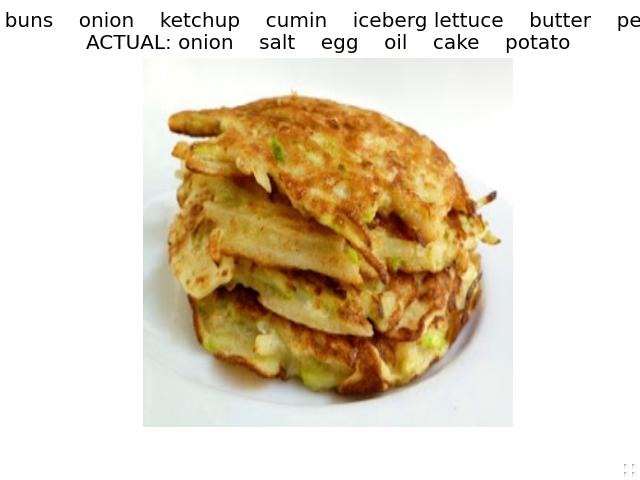 buns onion ketchup cumin iceberg lettuce butter
ACTUAL: onion salt egg oil cake potato